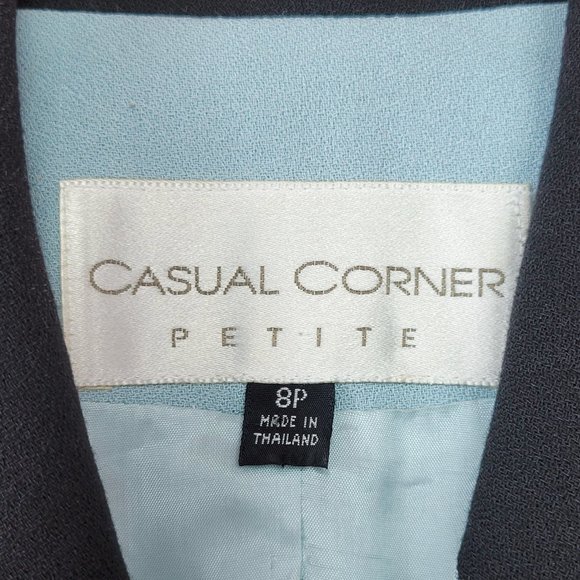 CASUAL CORNER
PETITE
8P
MADE IN
THAILAND